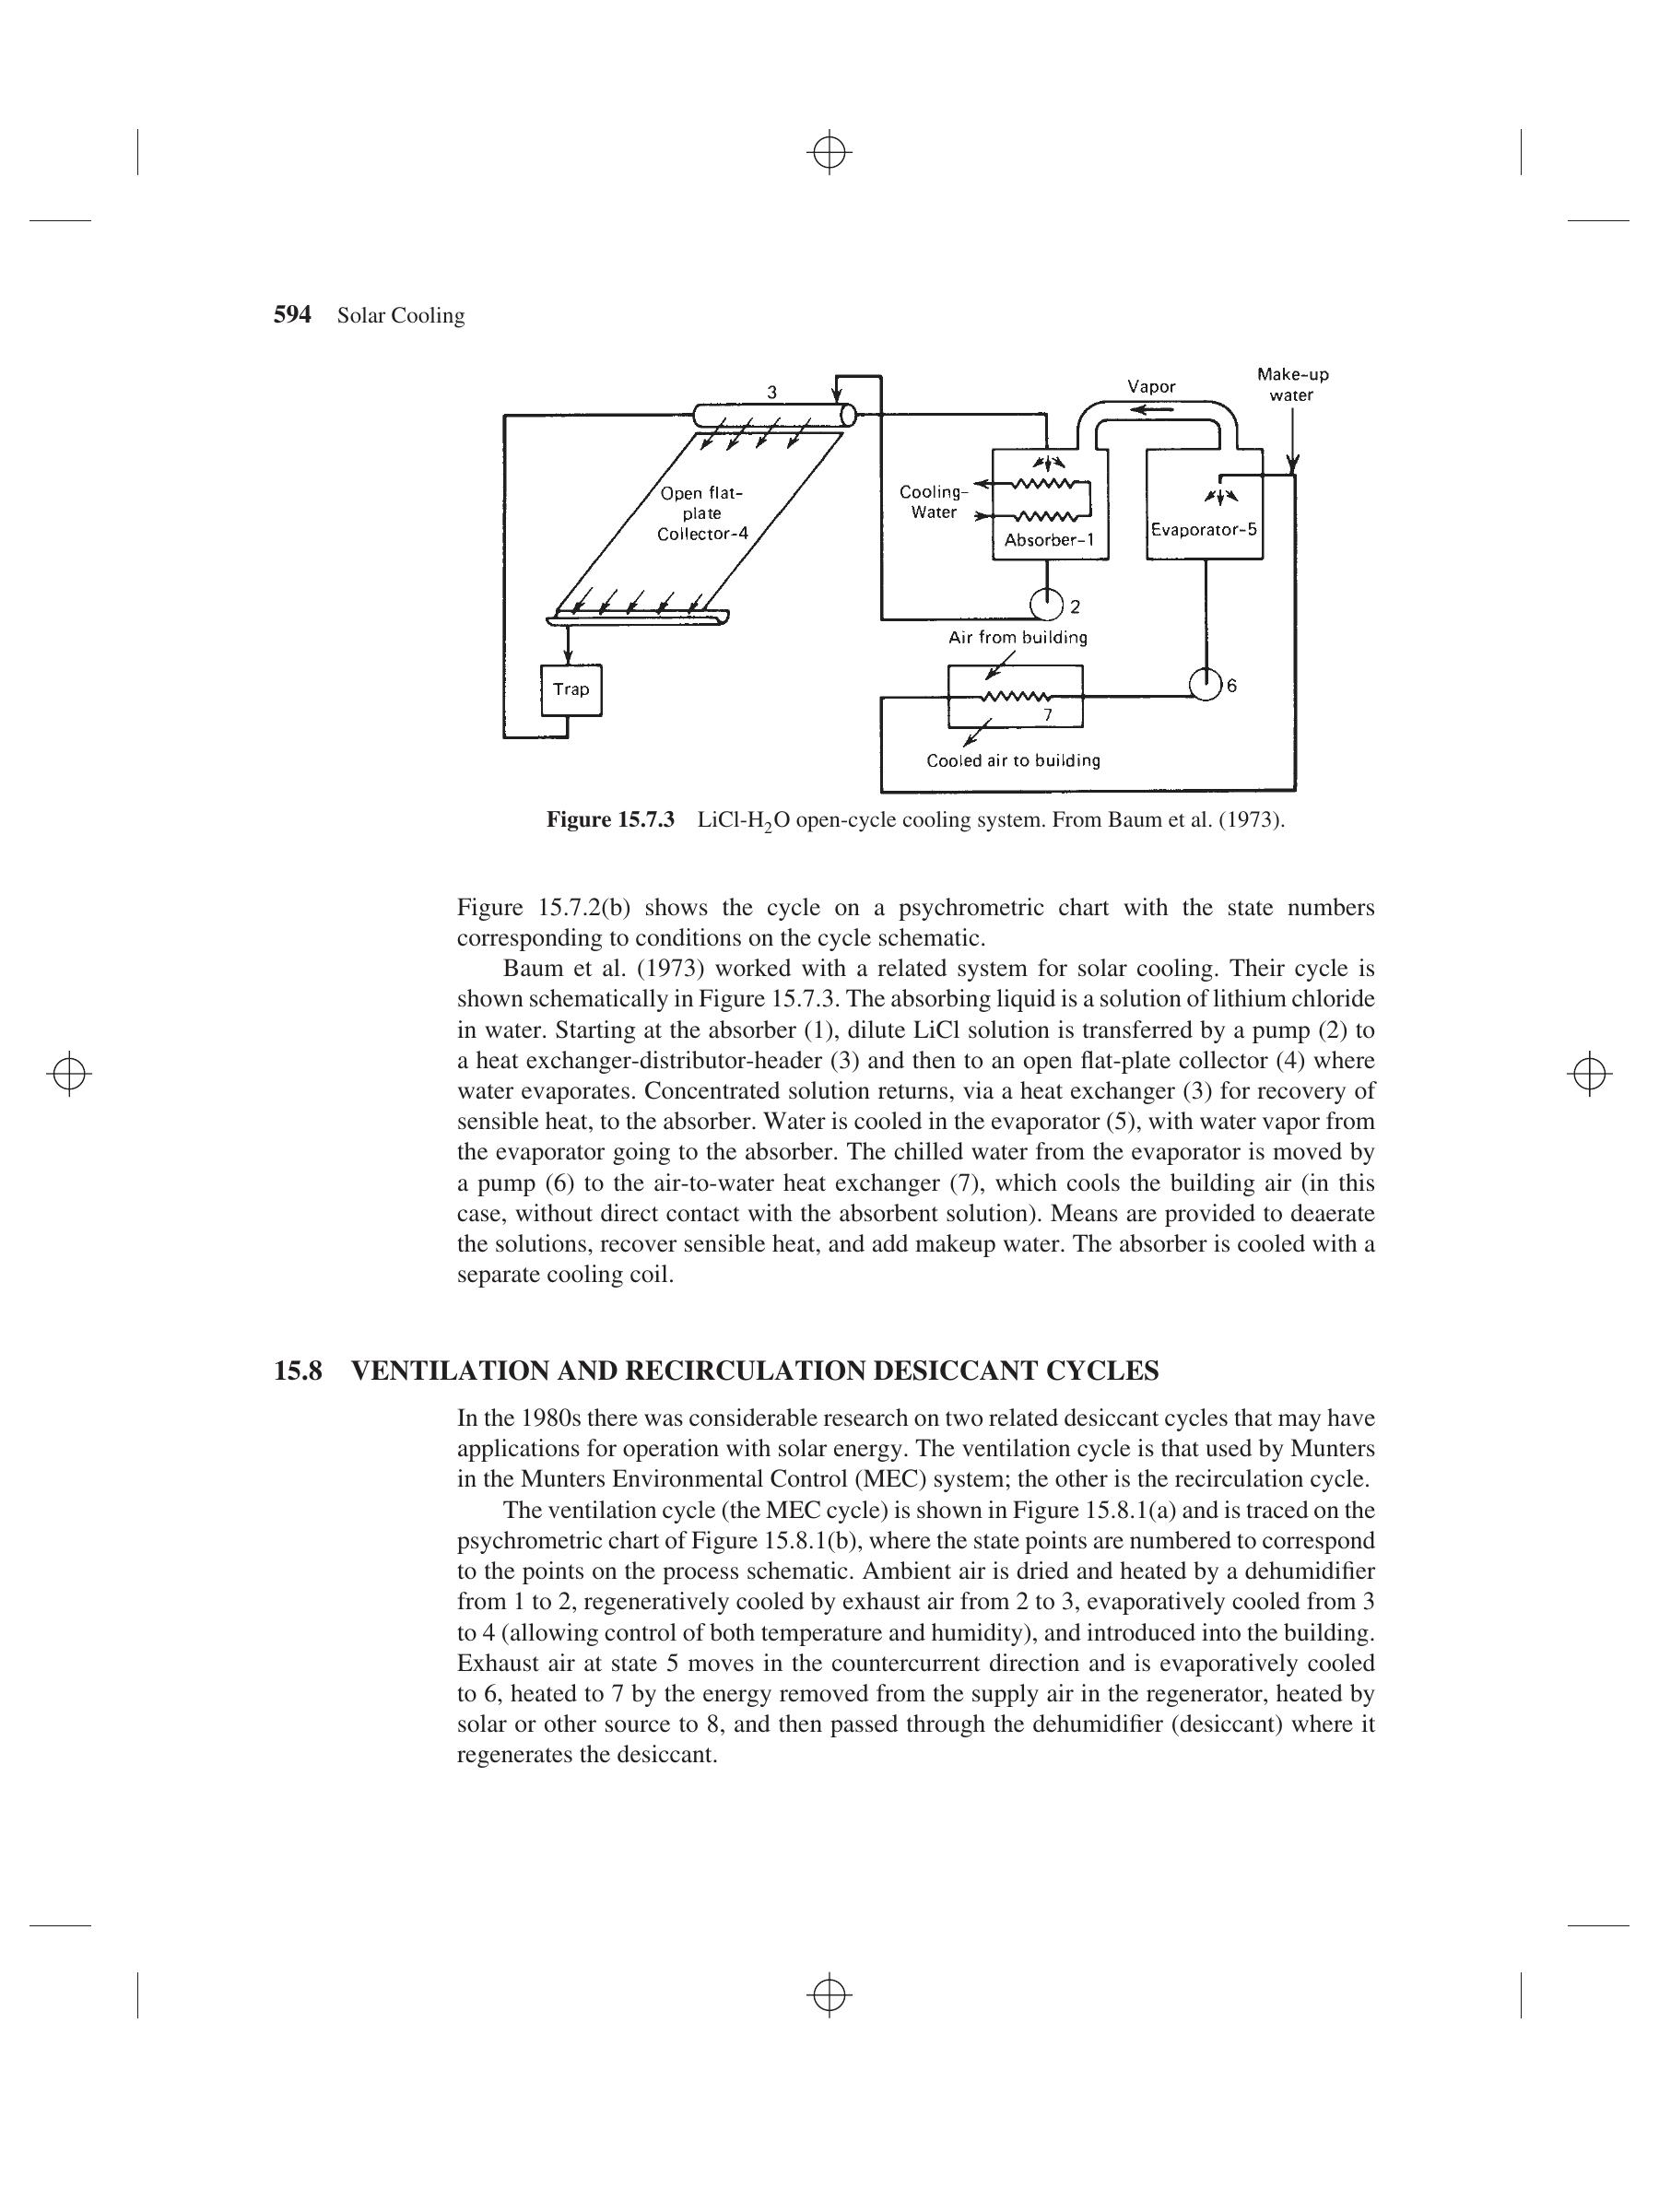 594 Solar Cooling
3
Vapor
Make-up
water
Open flat-
plate
Collector-4
Cooling-
Water
Absorber-1
Evaporator-5
2
Air from building
Trap
6
7
Cooled air to building
Figure 15.7.3 LiCl-H₂O open-cycle cooling system. From Baum et al. (1973).
Figure 15.7.2(b) shows the cycle on a psychrometric chart with the state numbers
corresponding to conditions on the cycle schematic.
Baum et al. (1973) worked with a related system for solar cooling. Their cycle is
shown schematically in Figure 15.7.3. The absorbing liquid is a solution of lithium chloride
in water. Starting at the absorber (1), dilute LiCl solution is transferred by a pump (2) to
a heat exchanger-distributor-header (3) and then to an open flat-plate collector (4) where
water evaporates. Concentrated solution returns, via a heat exchanger (3) for recovery of
sensible heat, to the absorber. Water is cooled in the evaporator (5), with water vapor from
the evaporator going to the absorber. The chilled water from the evaporator is moved by
a pump (6) to the air-to-water heat exchanger (7), which cools the building air (in this
case, without direct contact with the absorbent solution). Means are provided to deaerate
the solutions, recover sensible heat, and add makeup water. The absorber is cooled with a
separate cooling coil.
15.8 VENTILATION AND RECIRCULATION DESICCANT CYCLES
In the 1980s there was considerable research on two related desiccant cycles that may have
applications for operation with solar energy. The ventilation cycle is that used by Munters
in the Munters Environmental Control (MEC) system; the other is the recirculation cycle.
The ventilation cycle (the MEC cycle) is shown in Figure 15.8.1(a) and is traced on the
psychrometric chart of Figure 15.8.1(b), where the state points are numbered to correspond
to the points on the process schematic. Ambient air is dried and heated by a dehumidifier
from 1 to 2, regeneratively cooled by exhaust air from 2 to 3, evaporatively cooled from 3
to 4 (allowing control of both temperature and humidity), and introduced into the building.
Exhaust air at state 5 moves in the countercurrent direction and is evaporatively cooled
to 6, heated to 7 by the energy removed from the supply air in the regenerator, heated by
solar or other source to 8, and then passed through the dehumidifier (desiccant) where it
regenerates the desiccant.